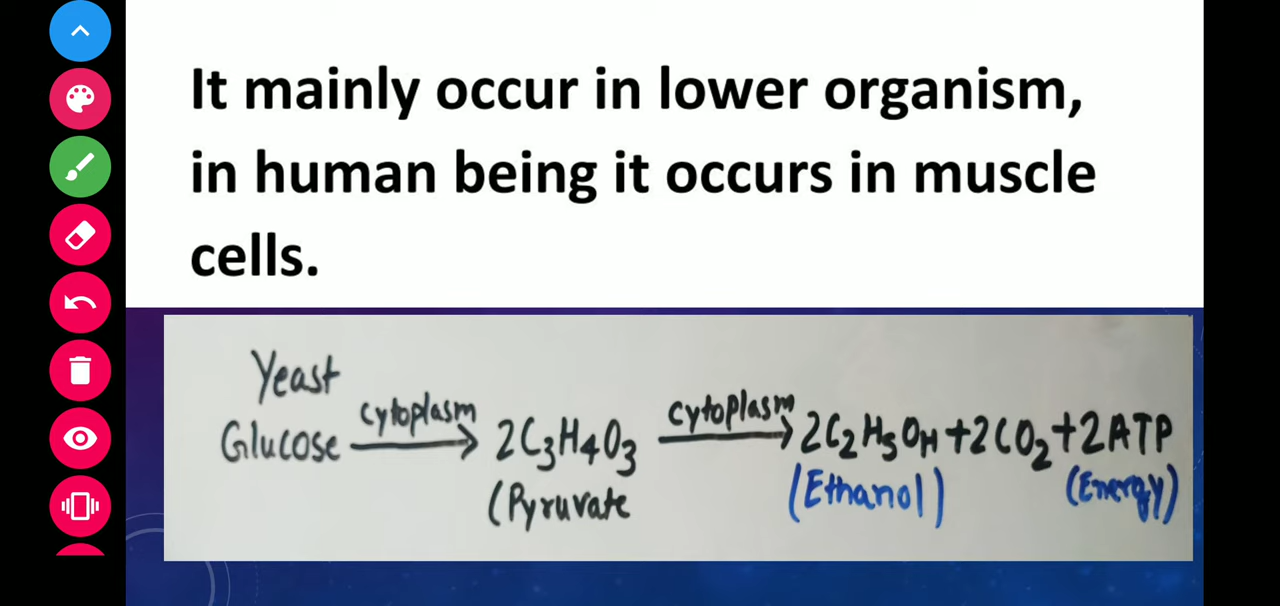 It mainly occur in lower organism,
in human being it occurs in muscle
cells.
Yeast
Glucose cytoplasm 2C₃H₄O₃ cytoplasm 2C₂H₅OH+2CO₂+2ATP
(Pyruvate (Ethanol) (Energy)